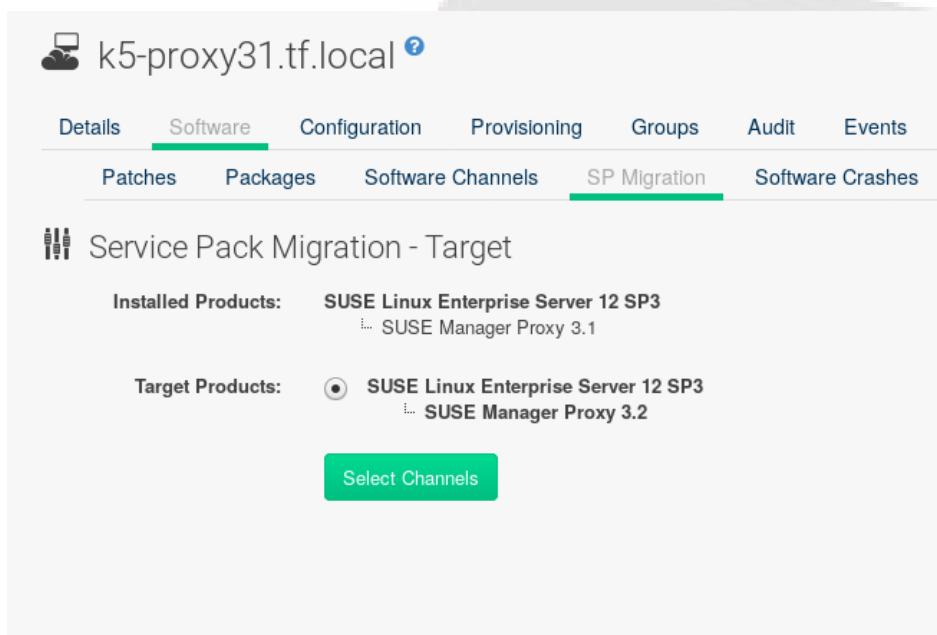 k5-proxy31.tf.local ?
Details Software Configuration Provisioning Groups Audit Events
Patches Packages Software Channels SP Migration Software Crashes
Service Pack Migration - Target
Installed Products: SUSE Linux Enterprise Server 12 SP3
SUSE Manager Proxy 3.1
Target Products: SUSE Linux Enterprise Server 12 SP3
SUSE Manager Proxy 3.2
Select Channels